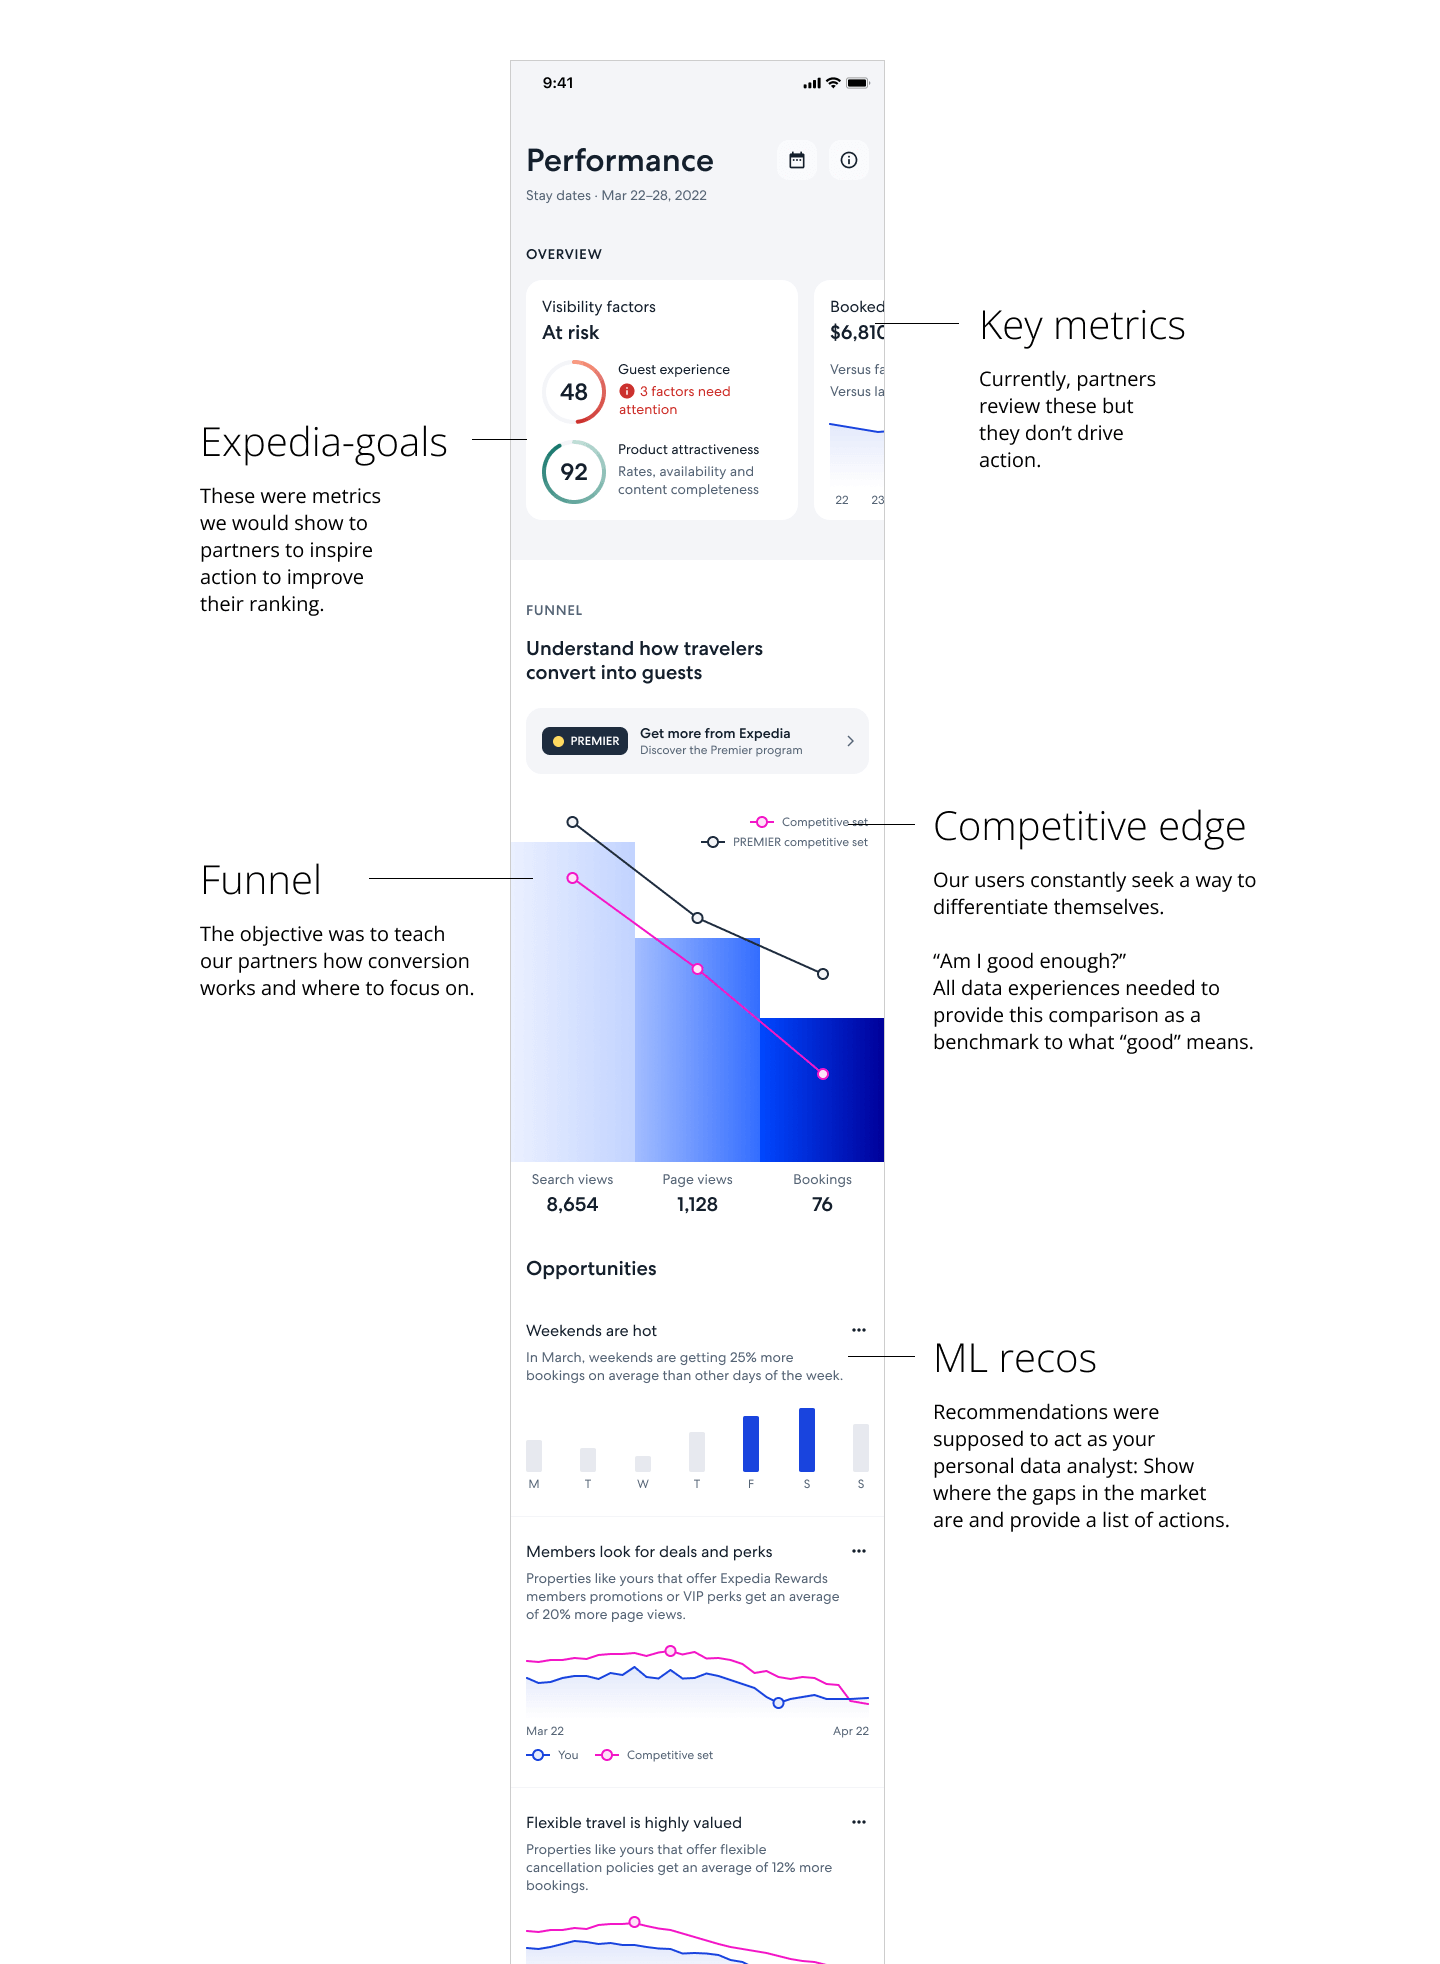 9:41
Performance
Stay dates · Mar 22–28, 2022
OVERVIEW
Visibility factors
At risk
48
Guest experience
3 factors need
attention
92
Product attractiveness
Rates, availability and
content completeness
Booked
$6,810
Versus fa
Versus la
22 23
Key metrics
Currently, partners
review these but
they don’t drive
action.
Expedia-goals
These were metrics
we would show to
partners to inspire
action to improve
their ranking.
FUNNEL
Understand how travelers
convert into guests
PREMIER
Get more from Expedia
Discover the Premier program
Competitive set
PREMIER competitive set
Competitive edge
Our users constantly seek a way to
differentiate themselves.
“Am I good enough?”
All data experiences needed to
provide this comparison as a
benchmark to what “good” means.
Funnel
The objective was to teach
our partners how conversion
works and where to focus on.
Search views Page views Bookings
8,654 1,128 76
Opportunities
Weekends are hot
In March, weekends are getting 25% more
bookings on average than other days of the week.
M T W T F S S
ML recos
Recommendations were
supposed to act as your
personal data analyst: Show
where the gaps in the market
are and provide a list of actions.
Members look for deals and perks
Properties like yours that offer Expedia Rewards
members promotions or VIP perks get an average
of 20% more page views.
Mar 22 Apr 22
You Competitive set
Flexible travel is highly valued
Properties like yours that offer flexible
cancellation policies get an average of 12% more
bookings.